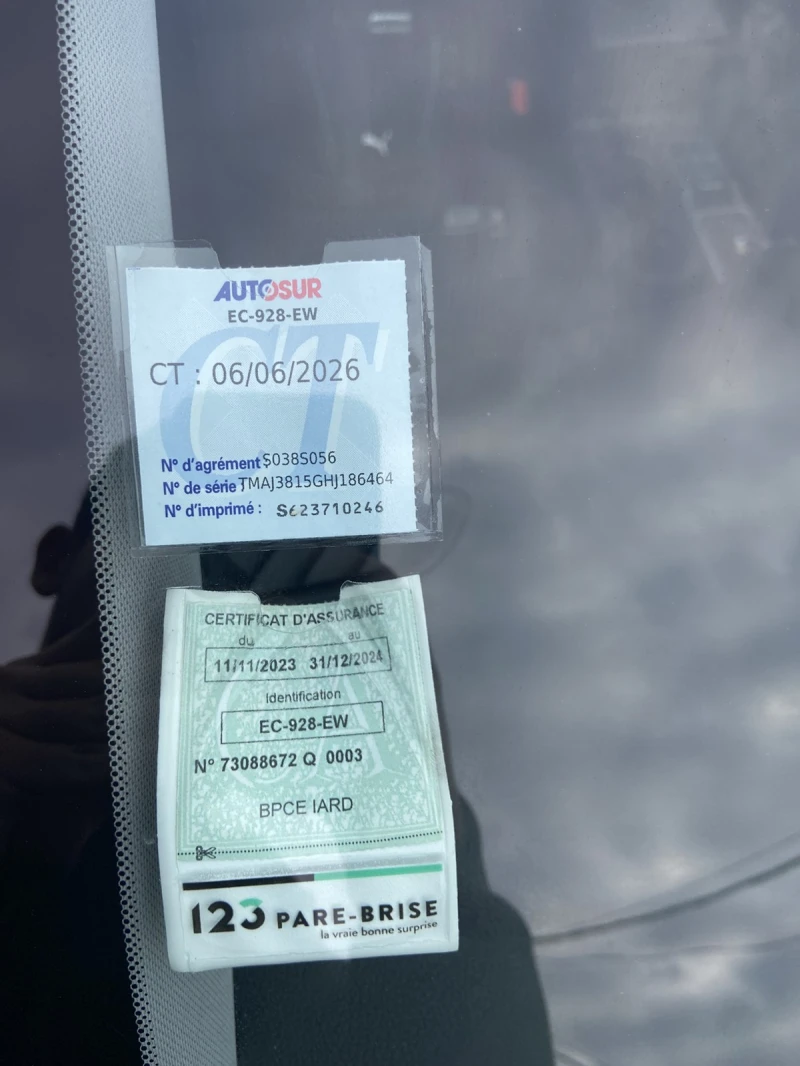 AUTOSUR
EC-928-EW
CT : 06/06/2026
N° d'agrément S038S056
N° de série TMAJ3815GHJ186464
N° d'imprimé : S623710246
CERTIFICAT D'ASSURANCE
du au
11/11/2023 31/12/2024
Identification
EC-928-EW
N° 73088672 Q 0003
BPCE IARD
123 PARE-BRISE
la vraie bonne surprise